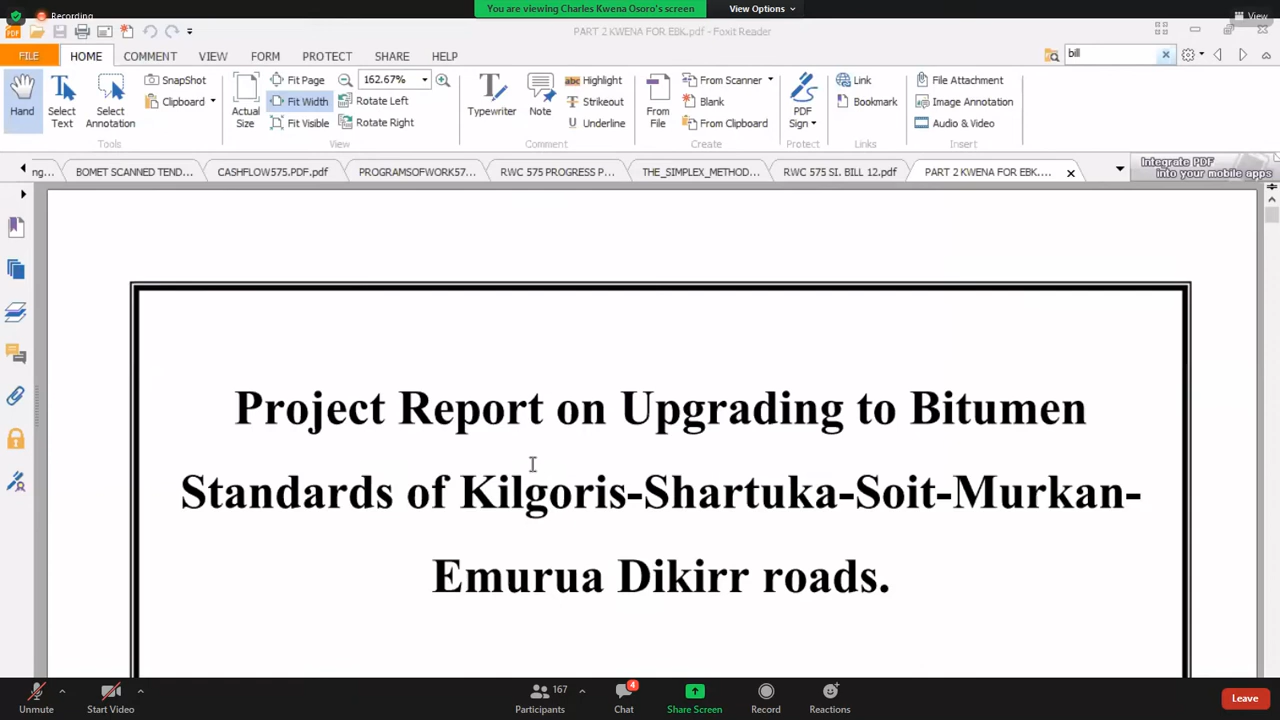 Recording
You are viewing Charles Kwena Osoro's screen
View Options
View
PART 2 KWENA FOR EBK.pdf - Foxit Reader
FILE HOME COMMENT VIEW FORM PROTECT SHARE HELP
bill
Hand
Select Text
Select Annotation
SnapShot
Clipboard
Tools
Actual Size
Fit Page
Fit Width
Fit Visible
162.67%
Rotate Left
Rotate Right
View
Typewriter
Note
Highlight
Strikeout
Underline
Comment
From File
From Scanner
Blank
From Clipboard
Create
PDF Sign
Protect
Link
Bookmark
Links
File Attachment
Image Annotation
Audio & Video
Insert
ng...
BOMET SCANNED TEND...
CASHFLOW575.PDF.pdf
PROGRAMSOFWORK57...
RWC 575 PROGRESS P...
THE_SIMPLEX_METHOD...
RWC 575 SI. BILL 12.pdf
PART 2 KWENA FOR EBK....
Integrate PDF
into your mobile apps
Project Report on Upgrading to Bitumen
Standards of Kilgoris-Shartuka-Soit-Murkan-
Emurua Dikirr roads.
Unmute
Start Video
167
Participants
4
Chat
Share Screen
Record
Reactions
Leave